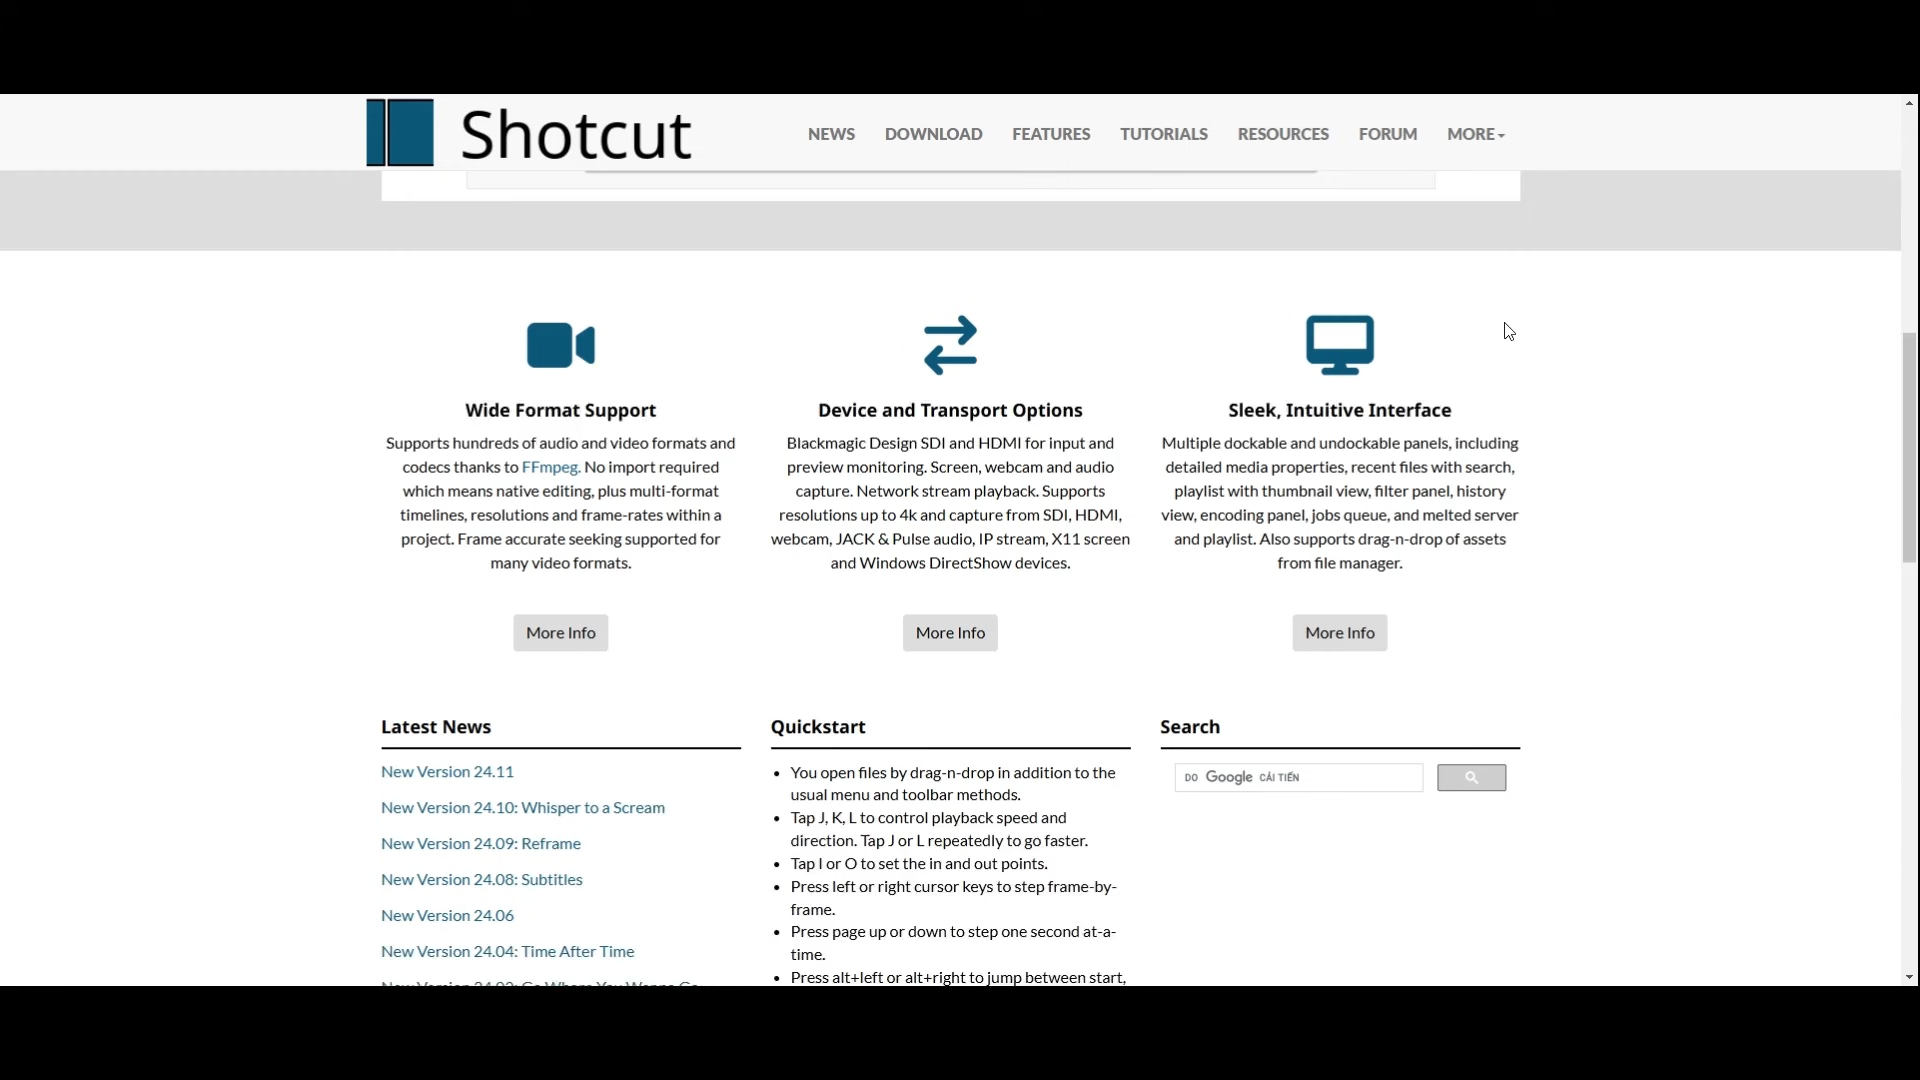 Shotcut
NEWS DOWNLOAD FEATURES TUTORIALS RESOURCES FORUM MORE
Wide Format Support
Supports hundreds of audio and video formats and
codecs thanks to FFmpeg. No import required
which means native editing, plus multi-format
timelines, resolutions and frame-rates within a
project. Frame accurate seeking supported for
many video formats.
More Info
Device and Transport Options
Blackmagic Design SDI and HDMI for input and
preview monitoring. Screen, webcam and audio
capture. Network stream playback. Supports
resolutions up to 4k and capture from SDI, HDMI,
webcam, JACK & Pulse audio, IP stream, X11 screen
and Windows DirectShow devices.
More Info
Sleek, Intuitive Interface
Multiple dockable and undockable panels, including
detailed media properties, recent files with search,
playlist with thumbnail view, filter panel, history
view, encoding panel, jobs queue, and melted server
and playlist. Also supports drag-n-drop of assets
from file manager.
More Info
Latest News
New Version 24.11
New Version 24.10: Whisper to a Scream
New Version 24.09: Reframe
New Version 24.08: Subtitles
New Version 24.06
New Version 24.04: Time After Time
Quickstart
• You open files by drag-n-drop in addition to the
usual menu and toolbar methods.
• Tap J, K, L to control playback speed and
direction. Tap J or L repeatedly to go faster.
• Tap I or O to set the in and out points.
• Press left or right cursor keys to step frame-by-
frame.
• Press page up or down to step one second at-a-
time.
• Press alt+left or alt+right to jump between start,
Search
DO Google CẢI TIẾN